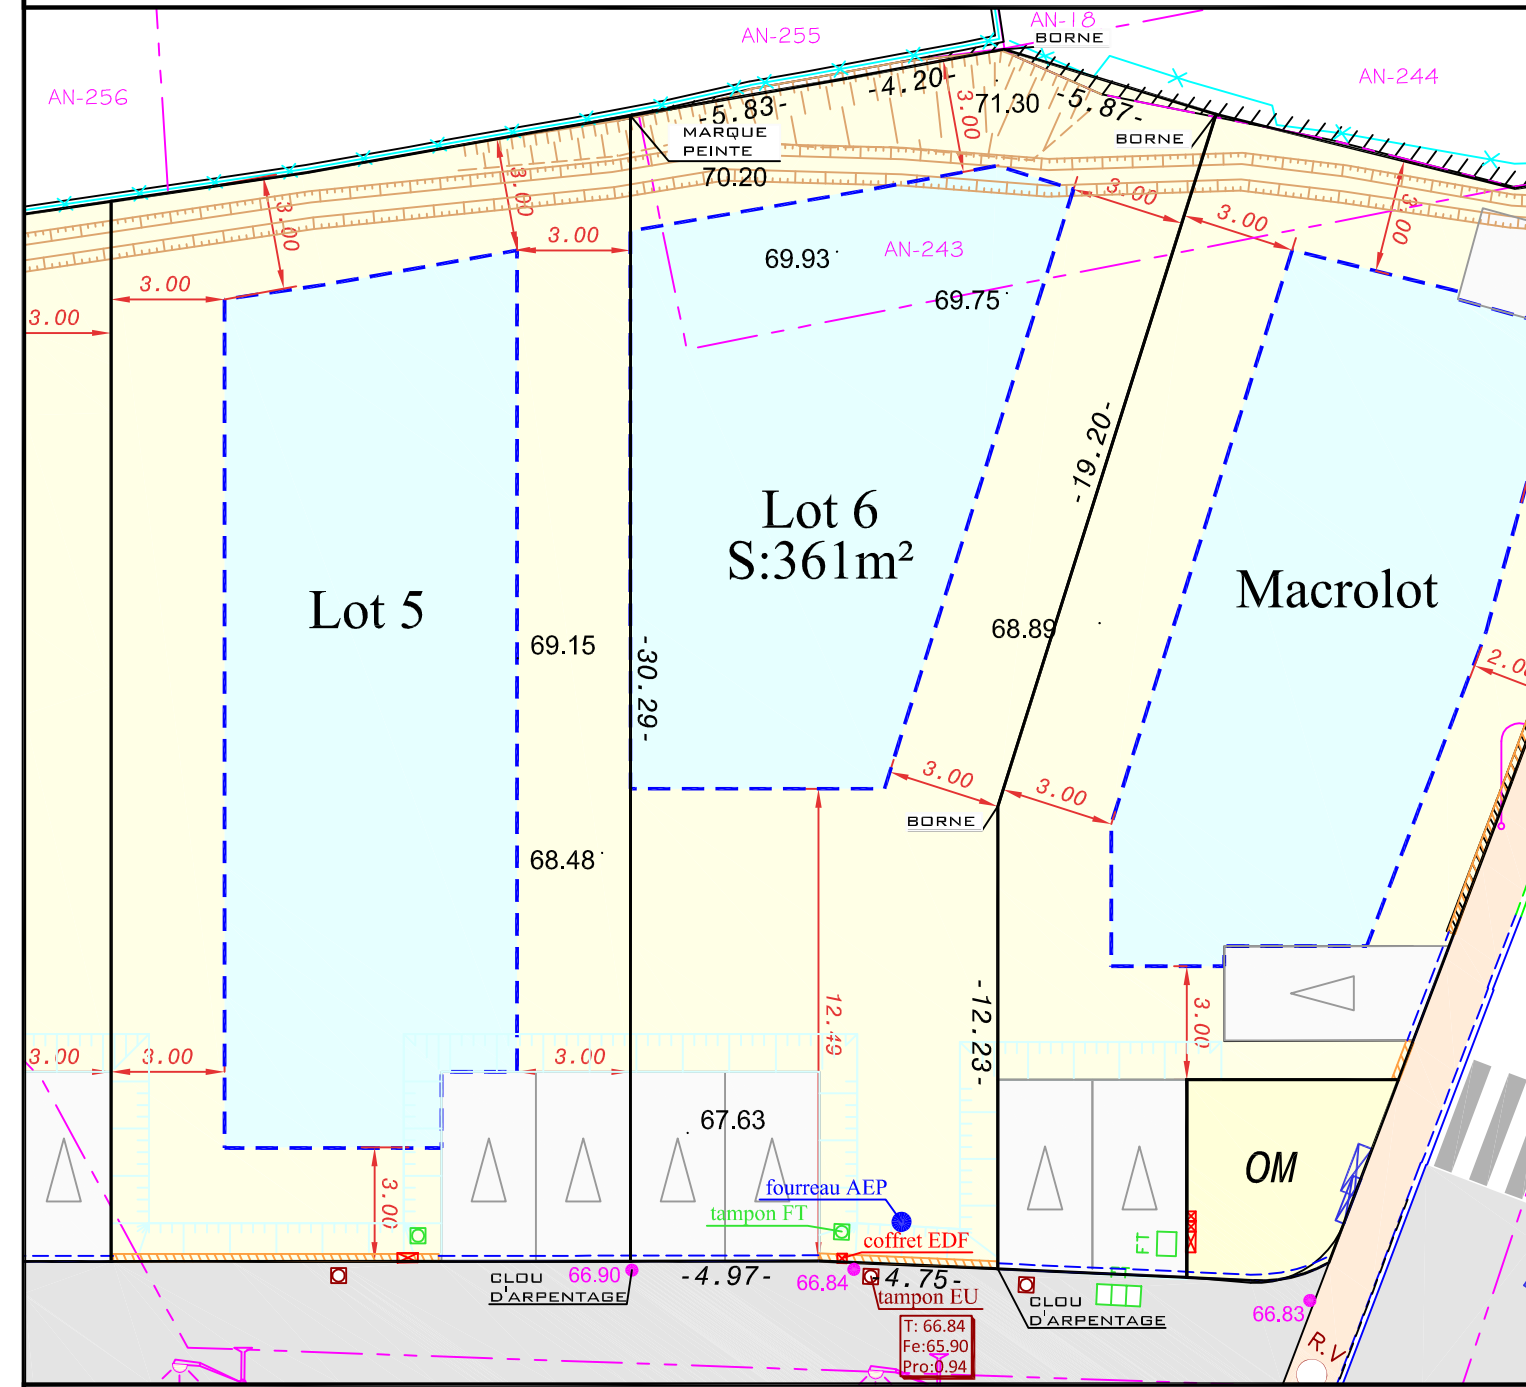 AN-18
BORNE
AN-255
AN-244
AN-256
-4.20-
-5.83-
3.00
71.30
-5.87-
MARQUE
PEINTE
BORNE
70.20
3.00
3.00
3.00
3.00
3.00
3.00
3.00
AN-243
69.93
3.00
69.75
3.00
-19.20-
Lot 6
S:361m²
Macrolot
Lot 5
68.89
69.15
-30.29-
2.0
3.00
3.00
BORNE
68.48
12.49
-12.23-
3.00
3.00
3.00
3.00
67.63
OM
3.00
fourreau AEP
tampon FT
coffret EDF
FT
FT
CLOU
D'ARPENTAGE
66.90
-4.97-
66.84
-4.75-
tampon EU
CLOU
D'ARPENTAGE
66.83
T: 66.84
Fe:65.90
Pro:0.94
R.V